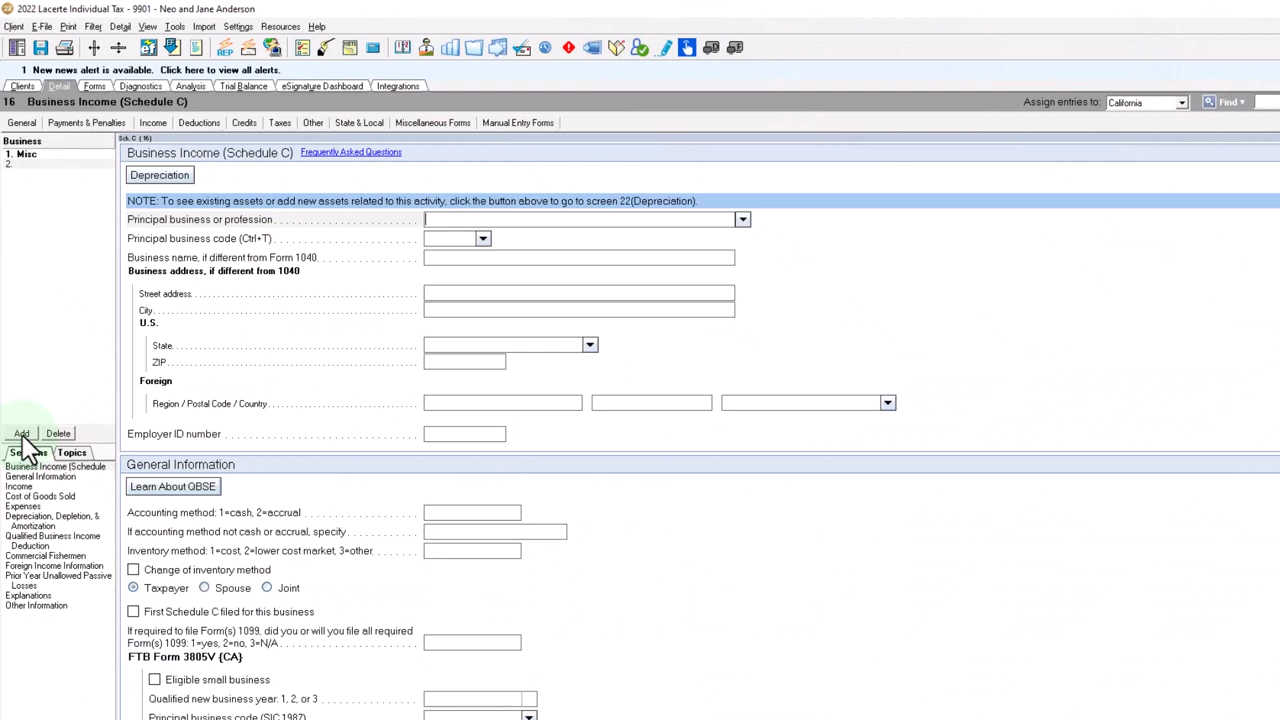 22 2022 Lacerte Individual Tax - 9901 - Neo and Jane Anderson
Client E-File Print Filter Detail View Tools Import Settings Resources Help
REP
1 New news alert is available. Click here to view all alerts.
Clients Detail Forms Diagnostics Analysis Trial Balance eSignature Dashboard Integrations
16 Business Income (Schedule C) Assign entries to: California Find
General Payments & Penalties Income Deductions Credits Taxes Other State & Local Miscellaneous Forms Manual Entry Forms
Business
1. Misc
2.
Add Delete
Topics
Business Income (Schedule
General Information
Income
Cost of Goods Sold
Expenses
Depreciation, Depletion, &
Amortization
Qualified Business Income
Deduction
Commercial Fishermen
Foreign Income Information
Prior Year Unallowed Passive
Losses
Explanations
Other Information
Sch. C (16)
Business Income (Schedule C) Frequently Asked Questions
Depreciation
NOTE: To see existing assets or add new assets related to this activity, click the button above to go to screen 22(Depreciation).
Principal business or profession
Principal business code (Ctrl+T)
Business name, if different from Form 1040
Business address, if different from 1040
Street address
City
U.S.
State
ZIP
Foreign
Region / Postal Code / Country
Employer ID number
General Information
Learn About QBSE
Accounting method: 1=cash, 2=accrual
If accounting method not cash or accrual, specify
Inventory method: 1=cost, 2=lower cost market, 3=other
Change of inventory method
Taxpayer Spouse Joint
First Schedule C filed for this business
If required to file Form(s) 1099, did you or will you file all required
Form(s) 1099: 1=yes, 2=no, 3=N/A
FTB Form 3805V {CA}
Eligible small business
Qualified new business year: 1, 2, or 3
Principal business code (SIC 1987)